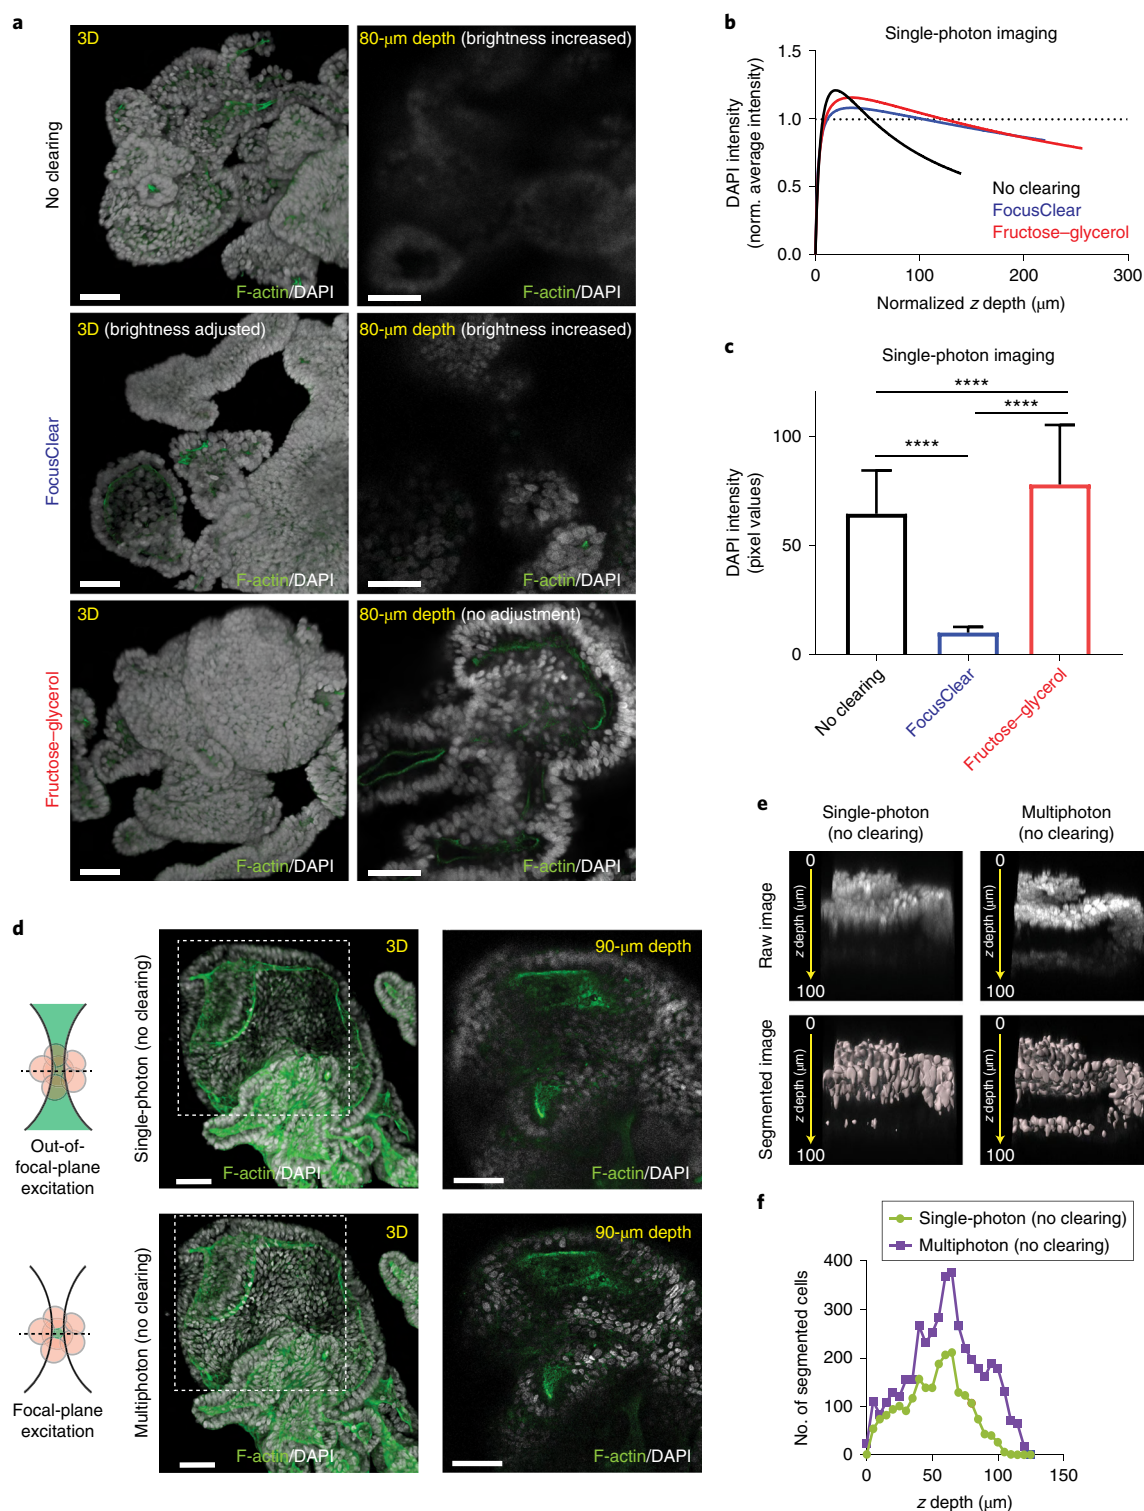 a
3D
80-µm depth (brightness increased)
No clearing
F-actin/DAPI
F-actin/DAPI
3D (brightness adjusted)
80-µm depth (brightness increased)
FocusClear
F-actin/DAPI
F-actin/DAPI
3D
80-µm depth (no adjustment)
Fructose–glycerol
F-actin/DAPI
F-actin/DAPI
b
Single-photon imaging
DAPI intensity
(norm. average intensity)
1.5
1.0
0.5
0.0
No clearing
FocusClear
Fructose–glycerol
0 100 200 300
Normalized z depth (µm)
c
Single-photon imaging
****
****
****
DAPI intensity
(pixel values)
100
50
0
No clearing
FocusClear
Fructose–glycerol
d
Out-of-
focal-plane
excitation
Single-photon (no clearing)
3D
90-µm depth
F-actin/DAPI
F-actin/DAPI
Focal-plane
excitation
Multiphoton (no clearing)
3D
90-µm depth
F-actin/DAPI
F-actin/DAPI
e
Single-photon
(no clearing)
Multiphoton
(no clearing)
Raw image
0
z depth (µm)
100
0
z depth (µm)
100
Segmented image
0
z depth (µm)
100
0
z depth (µm)
100
f
Single-photon (no clearing)
Multiphoton (no clearing)
No. of segmented cells
400
300
200
100
0
0 50 100 150
z depth (µm)